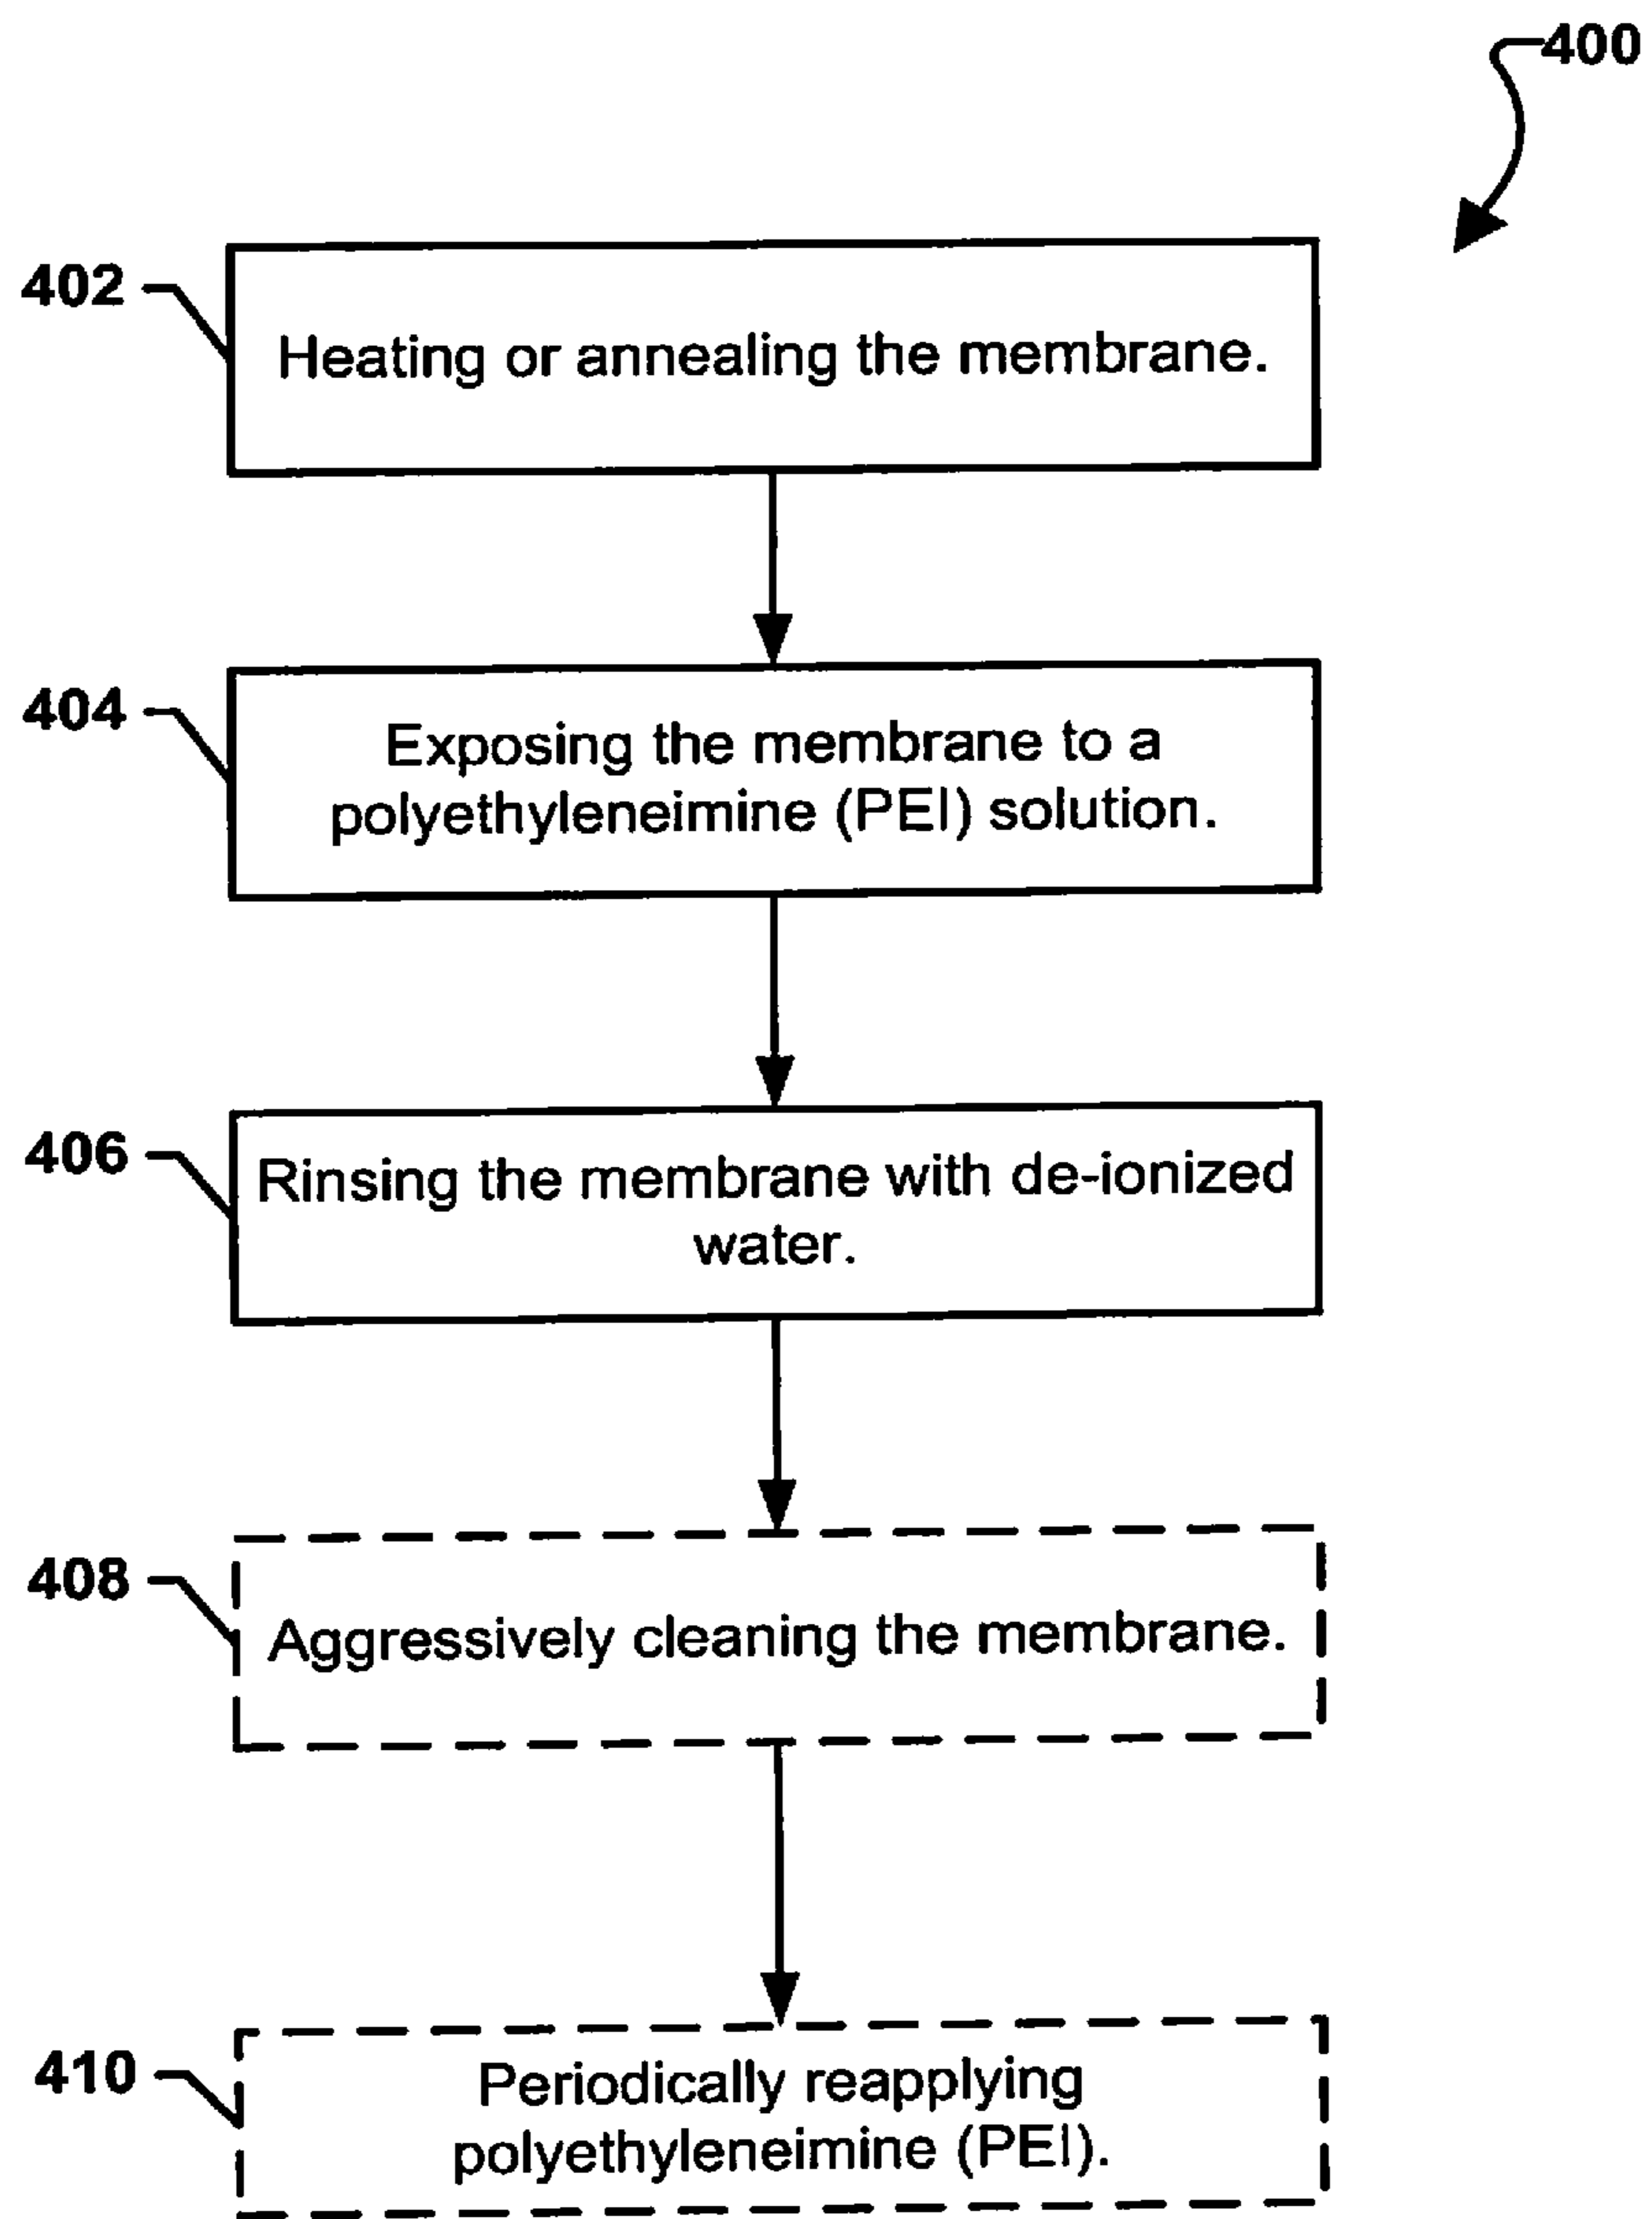 400
402
Heating or annealing the membrane.
404
Exposing the membrane to a
polyethyleneimine (PEI) solution.
406
Rinsing the membrane with de-ionized
water.
408
Aggressively cleaning the membrane.
410
Periodically reapplying
polyethyleneimine (PEI).